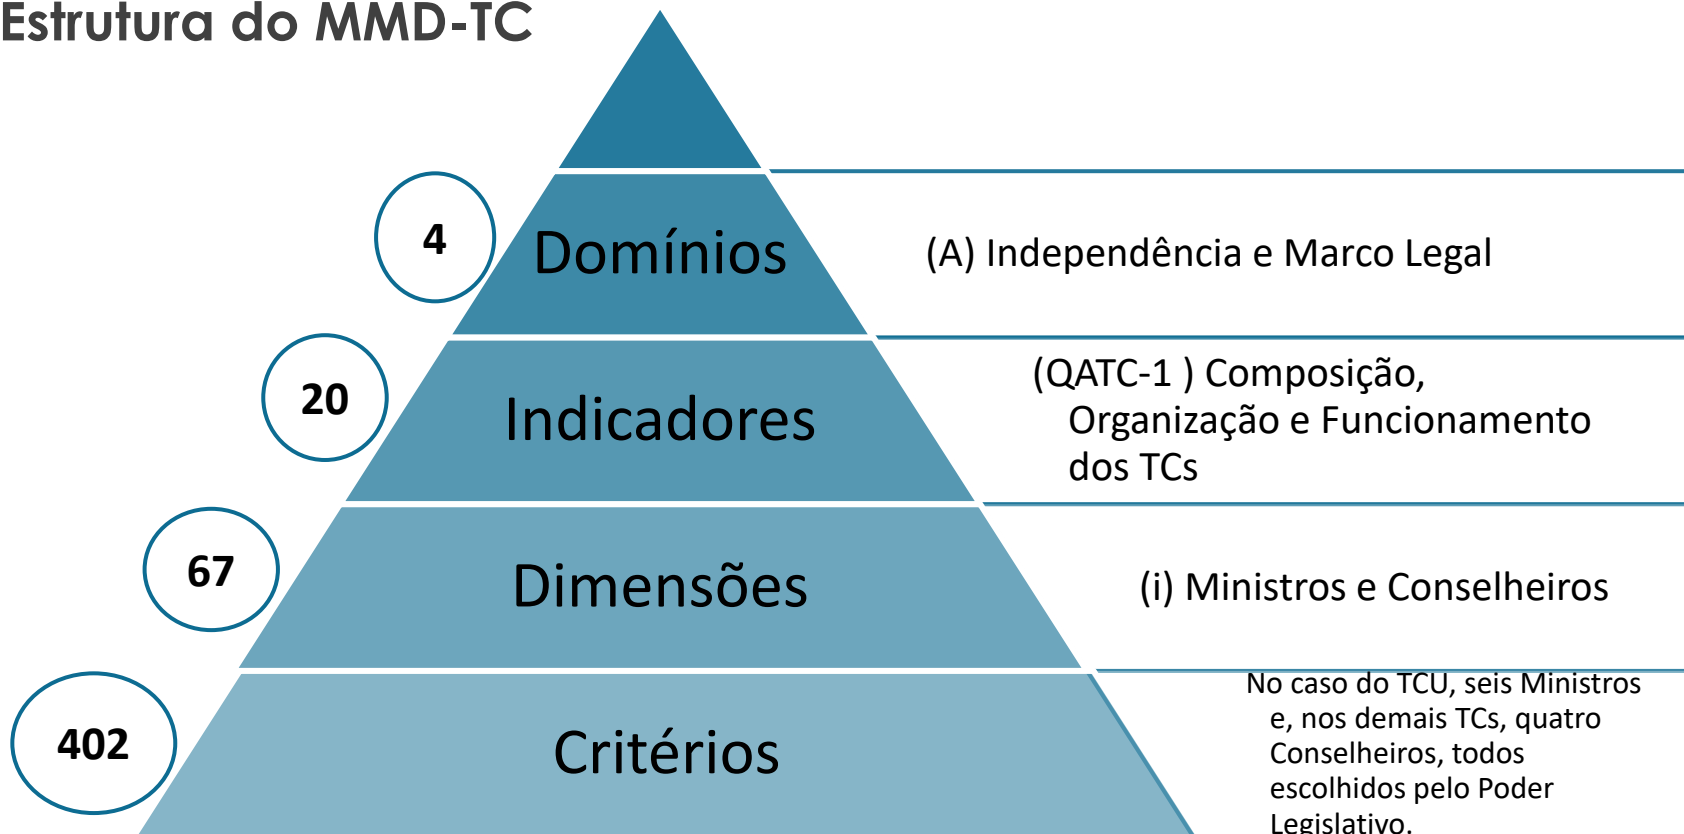 Estrutura do MMD-TC
4
Domínios
(A) Independência e Marco Legal
20
Indicadores
(QATC-1 ) Composição,
Organização e Funcionamento
dos TCs
67
Dimensões
(i) Ministros e Conselheiros
402
Critérios
No caso do TCU, seis Ministros
e, nos demais TCs, quatro
Conselheiros, todos
escolhidos pelo Poder
Legislativo.